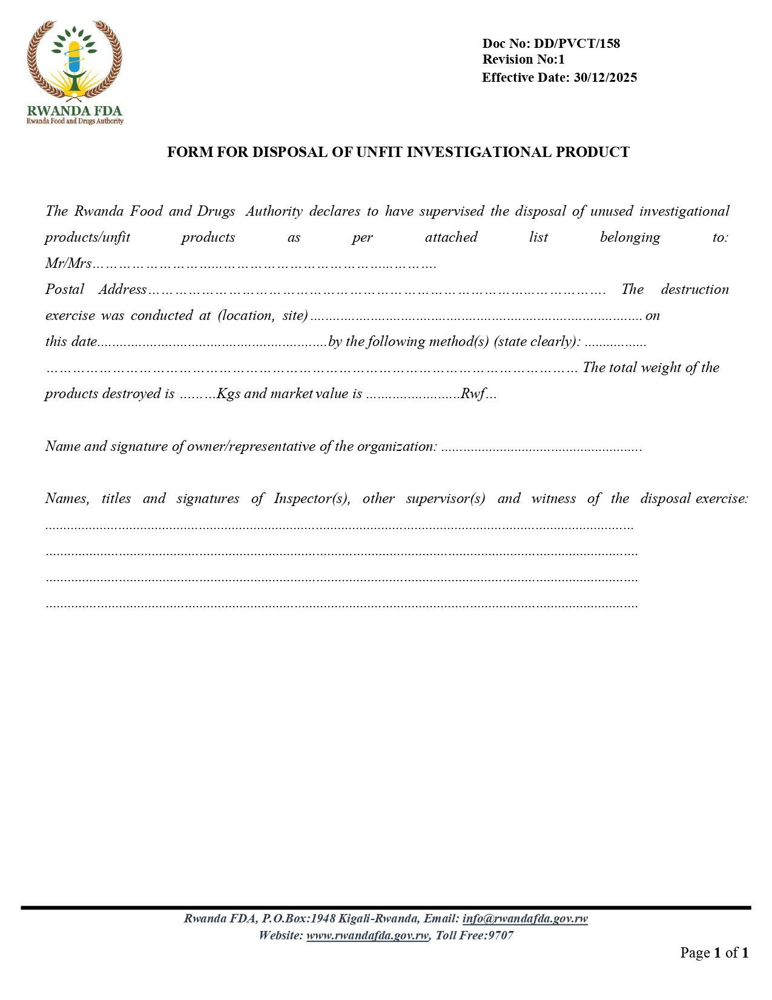 RWANDA FDA
Rwanda Food and Drugs Authority
Doc No: DD/PVCT/158
Revision No:1
Effective Date: 30/12/2025
FORM FOR DISPOSAL OF UNFIT INVESTIGATIONAL PRODUCT
The Rwanda Food and Drugs Authority declares to have supervised the disposal of unused investigational
products/unfit products as per attached list belonging to:
Mr/Mrs……………………...………………………………...……….
Postal Address…………………………………………………………………………………. The destruction
exercise was conducted at (location, site) ........................................................................................... on
this date...............................................................by the following method(s) (state clearly): .................
……………………………………………………………………………………………… The total weight of the
products destroyed is .........Kgs and market value is ..........................Rwf…
Name and signature of owner/representative of the organization: .......................................................
Names, titles and signatures of Inspector(s), other supervisor(s) and witness of the disposal exercise:
.................................................................................................................................................................
..................................................................................................................................................................
..................................................................................................................................................................
..................................................................................................................................................................
Rwanda FDA, P.O.Box:1948 Kigali-Rwanda, Email: info@rwandafda.gov.rw
Website: www.rwandafda.gov.rw, Toll Free:9707
Page 1 of 1